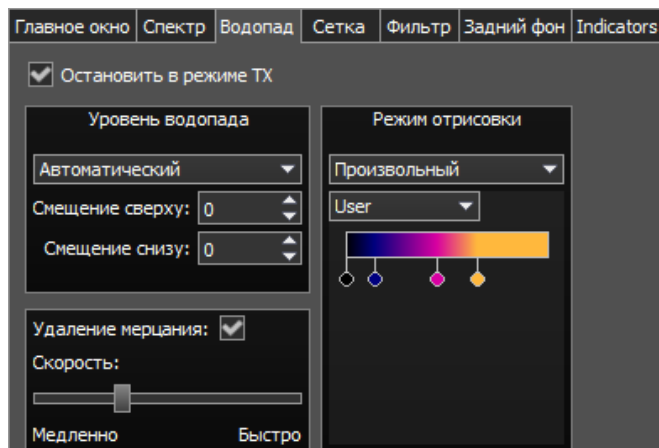 Главное окно Спектр Водопад Сетка Фильтр Задний фон Indicators
Остановить в режиме TX
Уровень водопада
Автоматический
Смещение сверху: 0
Смещение снизу: 0
Режим отрисовки
Произвольный
User
Удаление мерцания:
Скорость:
Медленно Быстро